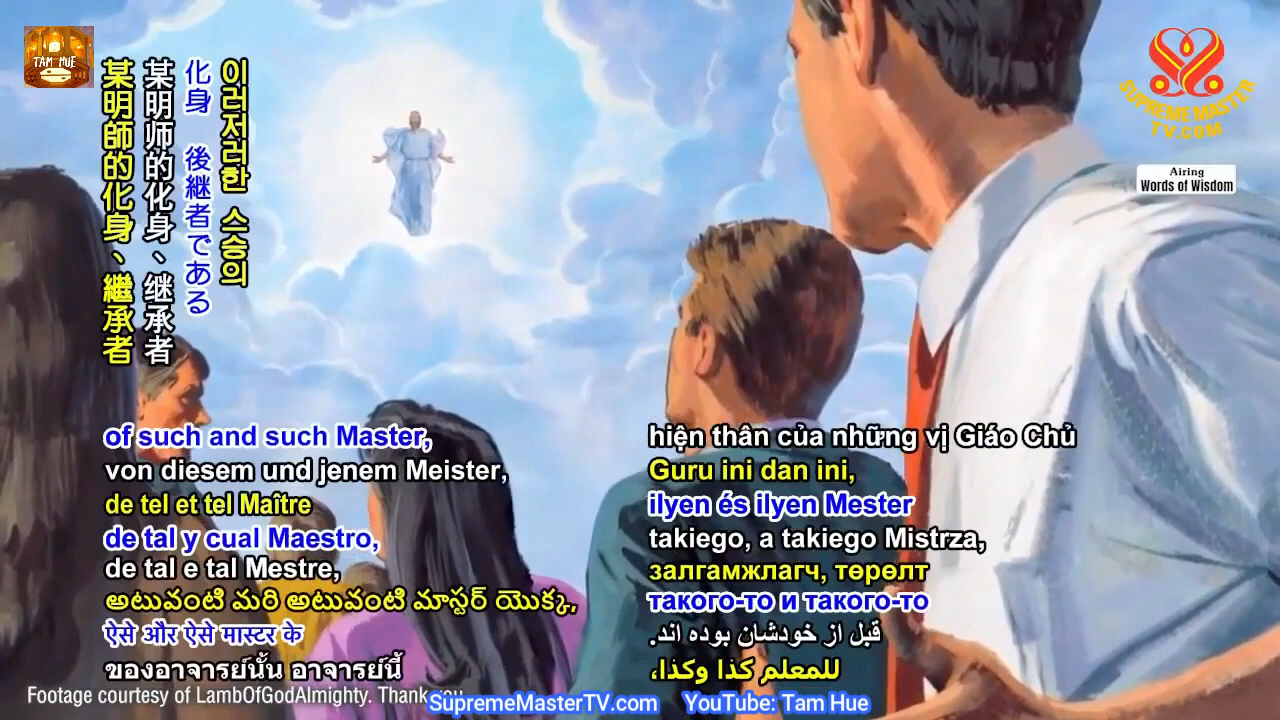 TAM HUE
某明師的化身、繼承者
某明师的化身、继承者
化身 後継者である
이러저러한 스승의
SUPREME MASTER
TV.COM
Airing
Words of Wisdom
of such and such Master,
von diesem und jenem Meister,
de tel et tel Maître
de tal y cual Maestro,
de tal e tal Mestre,
అటువంటి మరి అటువంటి మాస్టర్ యొక్క,
ऐसे और ऐसे मास्टर के
ของอาจารย์นั้น อาจารย์นี้
hiện thân của những vị Giáo Chủ
Guru ini dan ini,
ilyen és ilyen Mester
takiego, a takiego Mistrza,
залгамжлагч, төрөлт
такого-то и такого-то
قبل از خودشان بوده اند.
للمعلم كذا وكذا،
Footage courtesy of LambOfGodAlmighty. Thank you
SupremeMasterTV.com YouTube: Tam Hue